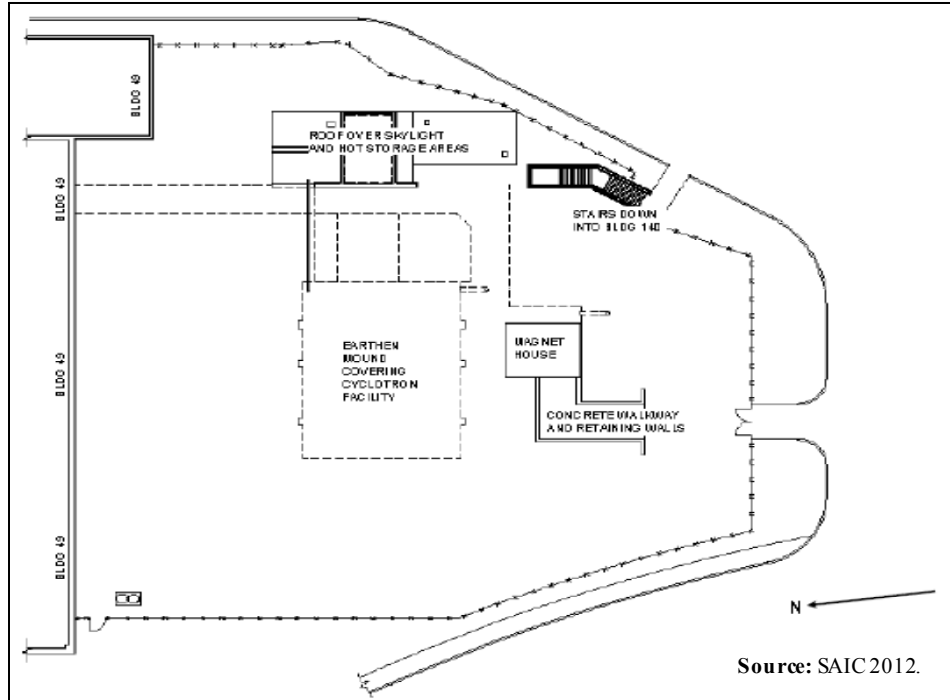 BLDG 49
ROOF OVER SKYLIGHT
AND HOT STORAGE AREAS
BLDG 49
STAIRS DOWN
INTO BLDG 140
EARTHEN
MOUND
COVERING
CYCLOTRON
FACILITY
MAGNET
HOUSE
BLDG 49
CONCRETE WALKWAY
AND RETAINING WALLS
BLDG 49
N
Source: SAIC 2012.